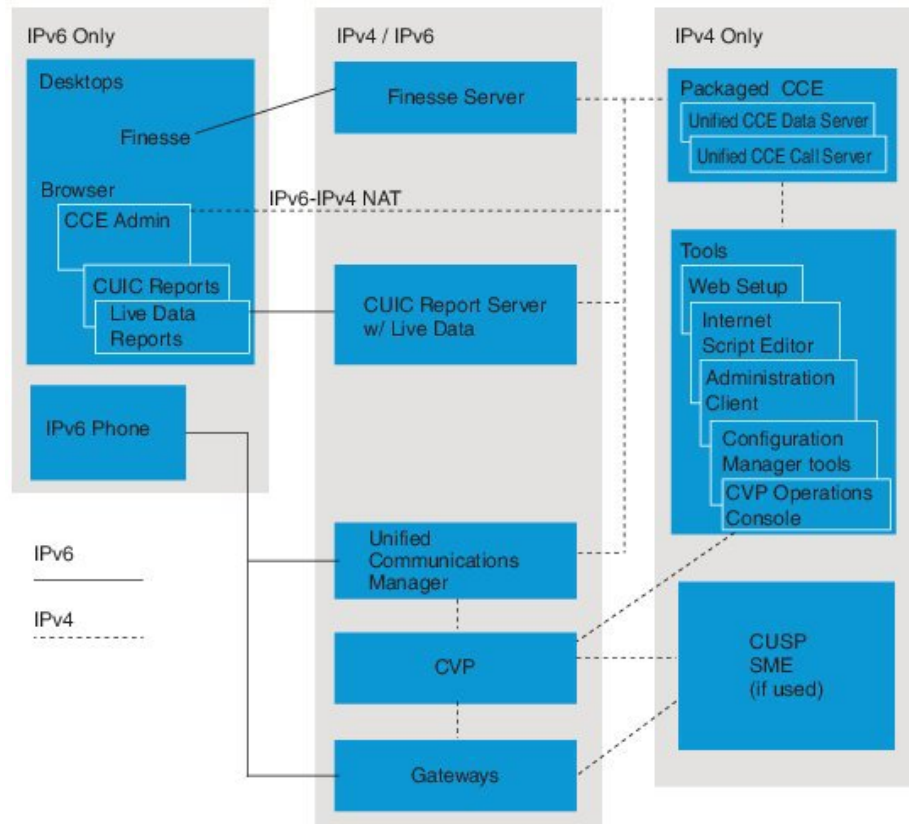 IPv6 Only
Desktops
Finesse
Browser
CCE Admin
CUIC Reports
Live Data
Reports
IPv6 Phone
IPv6
IPv4
IPv4 / IPv6
Finesse Server
IPv6-IPv4 NAT
CUIC Report Server
w/ Live Data
Unified
Communications
Manager
CVP
Gateways
IPv4 Only
Packaged CCE
Unified CCE Data Server
Unified CCE Call Server
Tools
Web Setup
Internet
Script Editor
Administration
Client
Configuration
Manager tools
CVP Operations
Console
CUSP
SME
(if used)